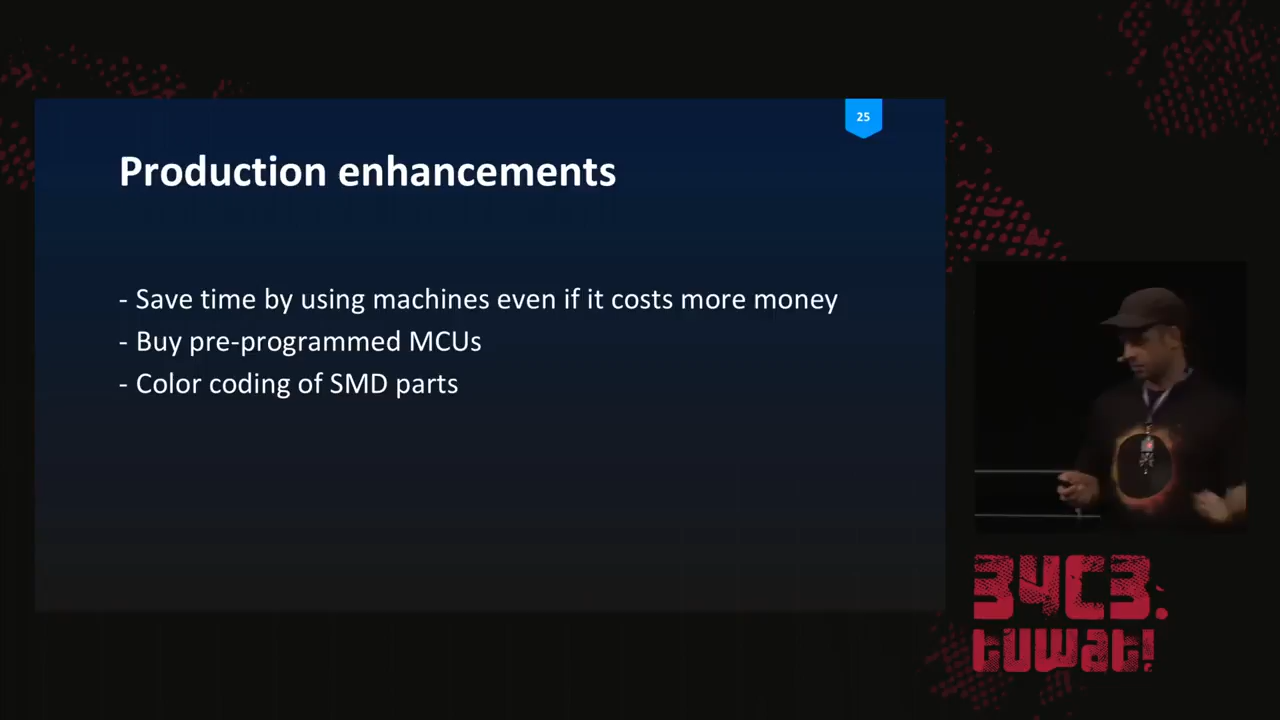 25
Production enhancements
- Save time by using machines even if it costs more money
- Buy pre-programmed MCUs
- Color coding of SMD parts
34C3.
tuwat!